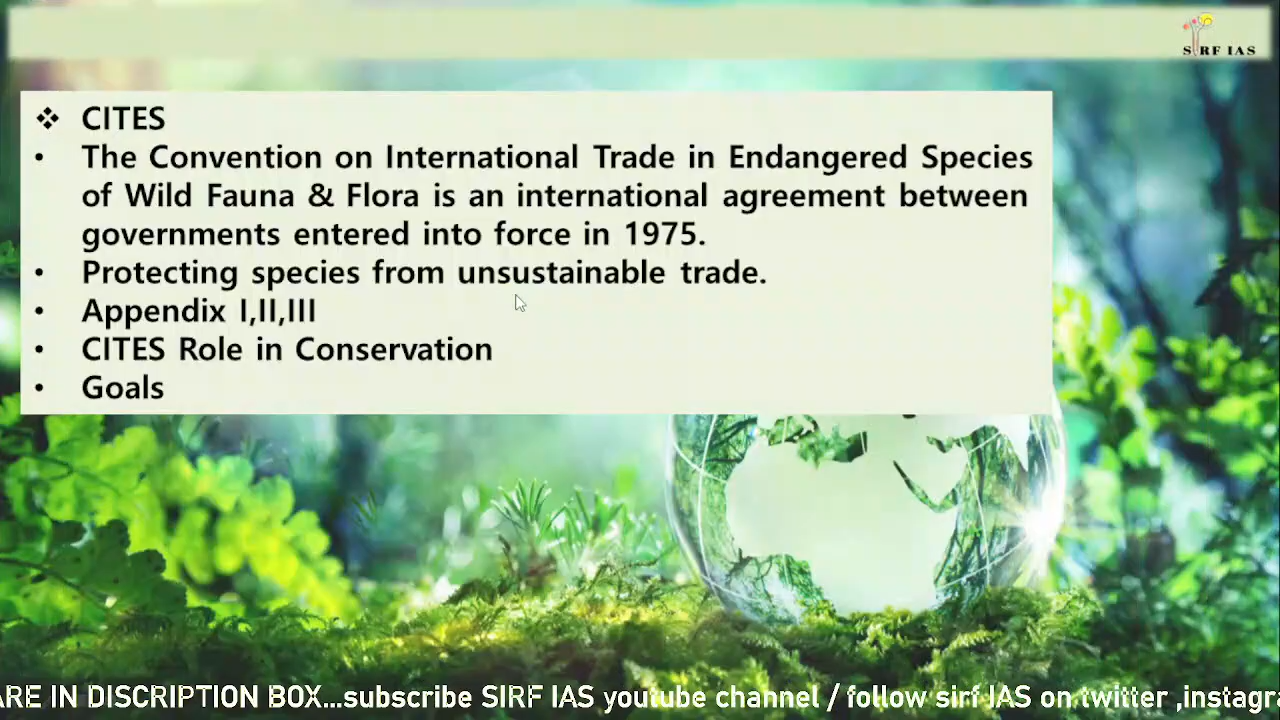 SIRF IAS
❖ CITES
• The Convention on International Trade in Endangered Species
of Wild Fauna & Flora is an international agreement between
governments entered into force in 1975.
• Protecting species from unsustainable trade.
• Appendix I,II,III
• CITES Role in Conservation
• Goals
ARE IN DISCRIPTION BOX...subscribe SIRF IAS youtube channel / follow sirf IAS on twitter ,instagr